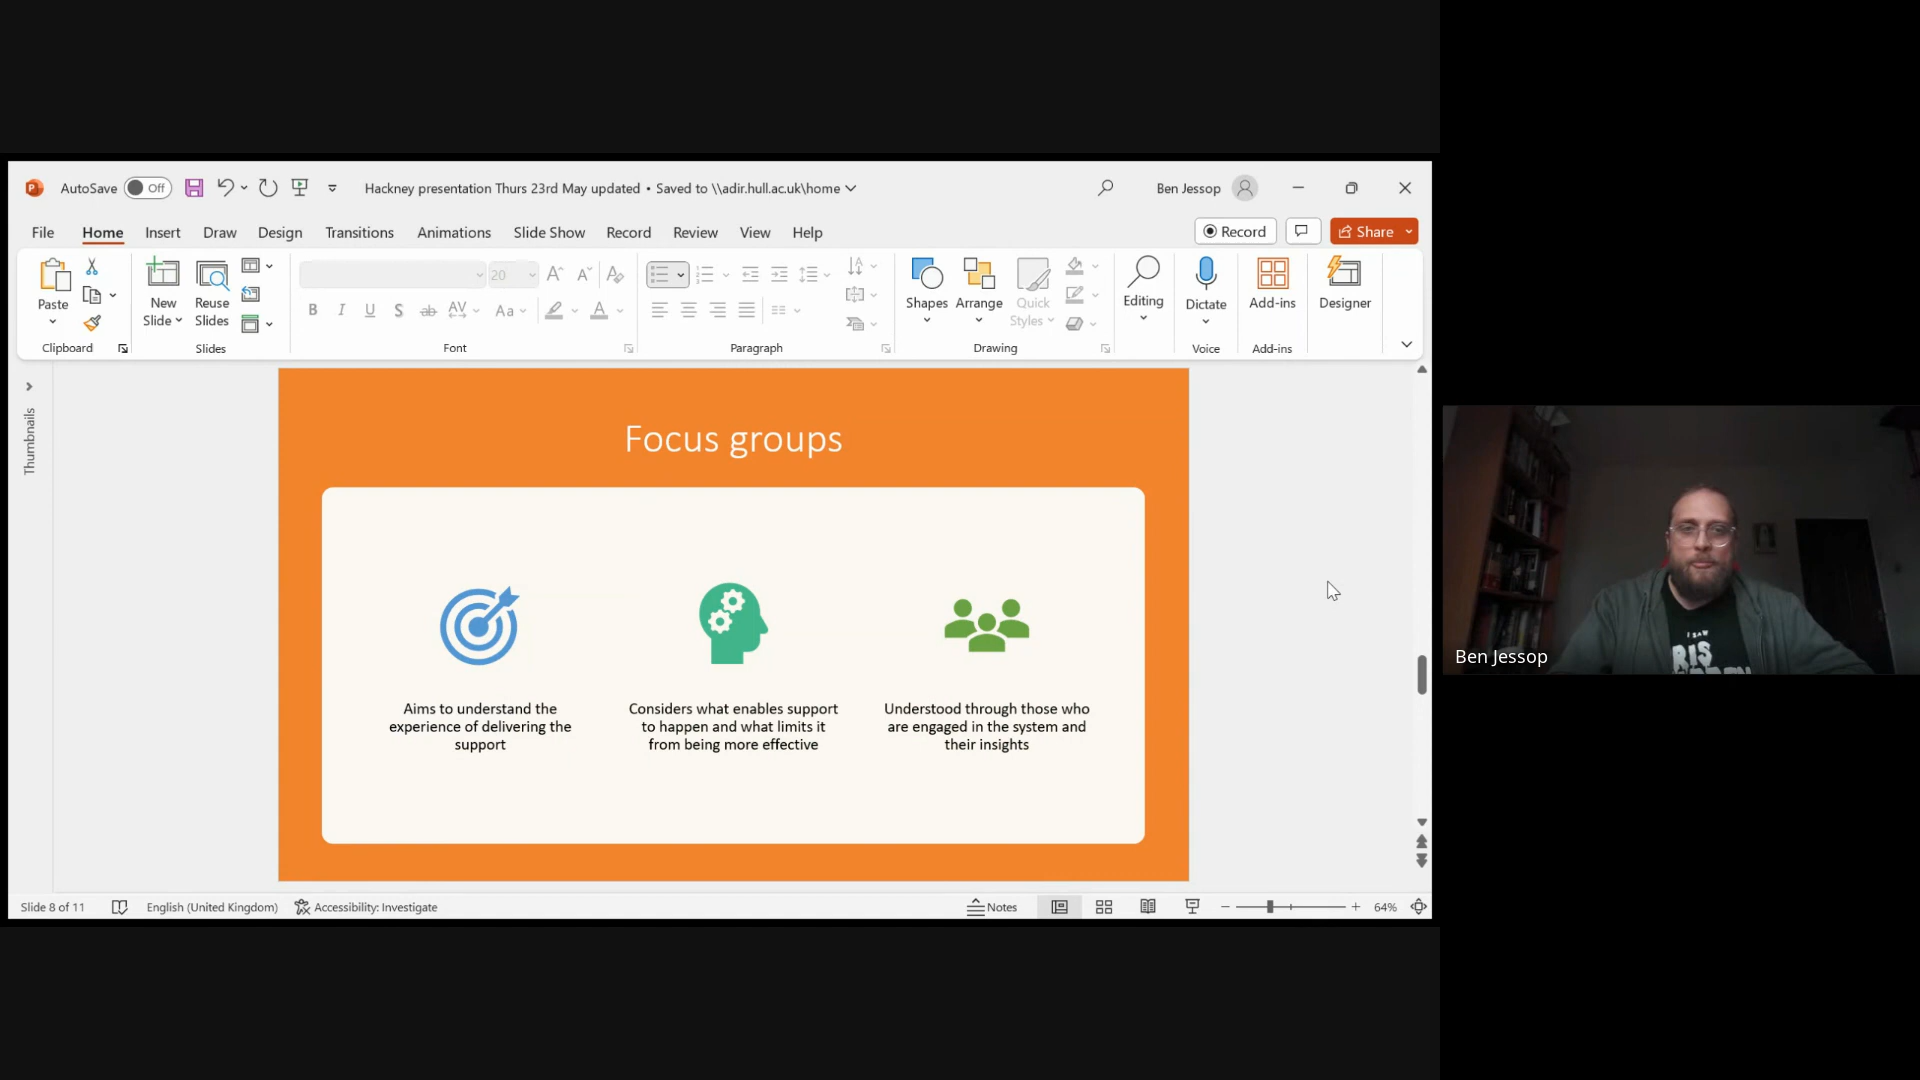 AutoSave Off Hackney presentation Thurs 23rd May updated • Saved to \\adir.hull.ac.uk\home Ben Jessop
File Home Insert Draw Design Transitions Animations Slide Show Record Review View Help Record Share
Paste
New
Slide
Reuse
Slides
20
B I U S ab AV Aa A
Shapes
Arrange
Quick
Styles
Editing
Dictate
Add-ins
Designer
Clipboard Slides Font Paragraph Drawing Voice Add-ins
Thumbnails
Focus groups
Aims to understand the
experience of delivering the
support
Considers what enables support
to happen and what limits it
from being more effective
Understood through those who
are engaged in the system and
their insights
Slide 8 of 11 English (United Kingdom) Accessibility: Investigate Notes 64%
I SAW
Ben Jessop